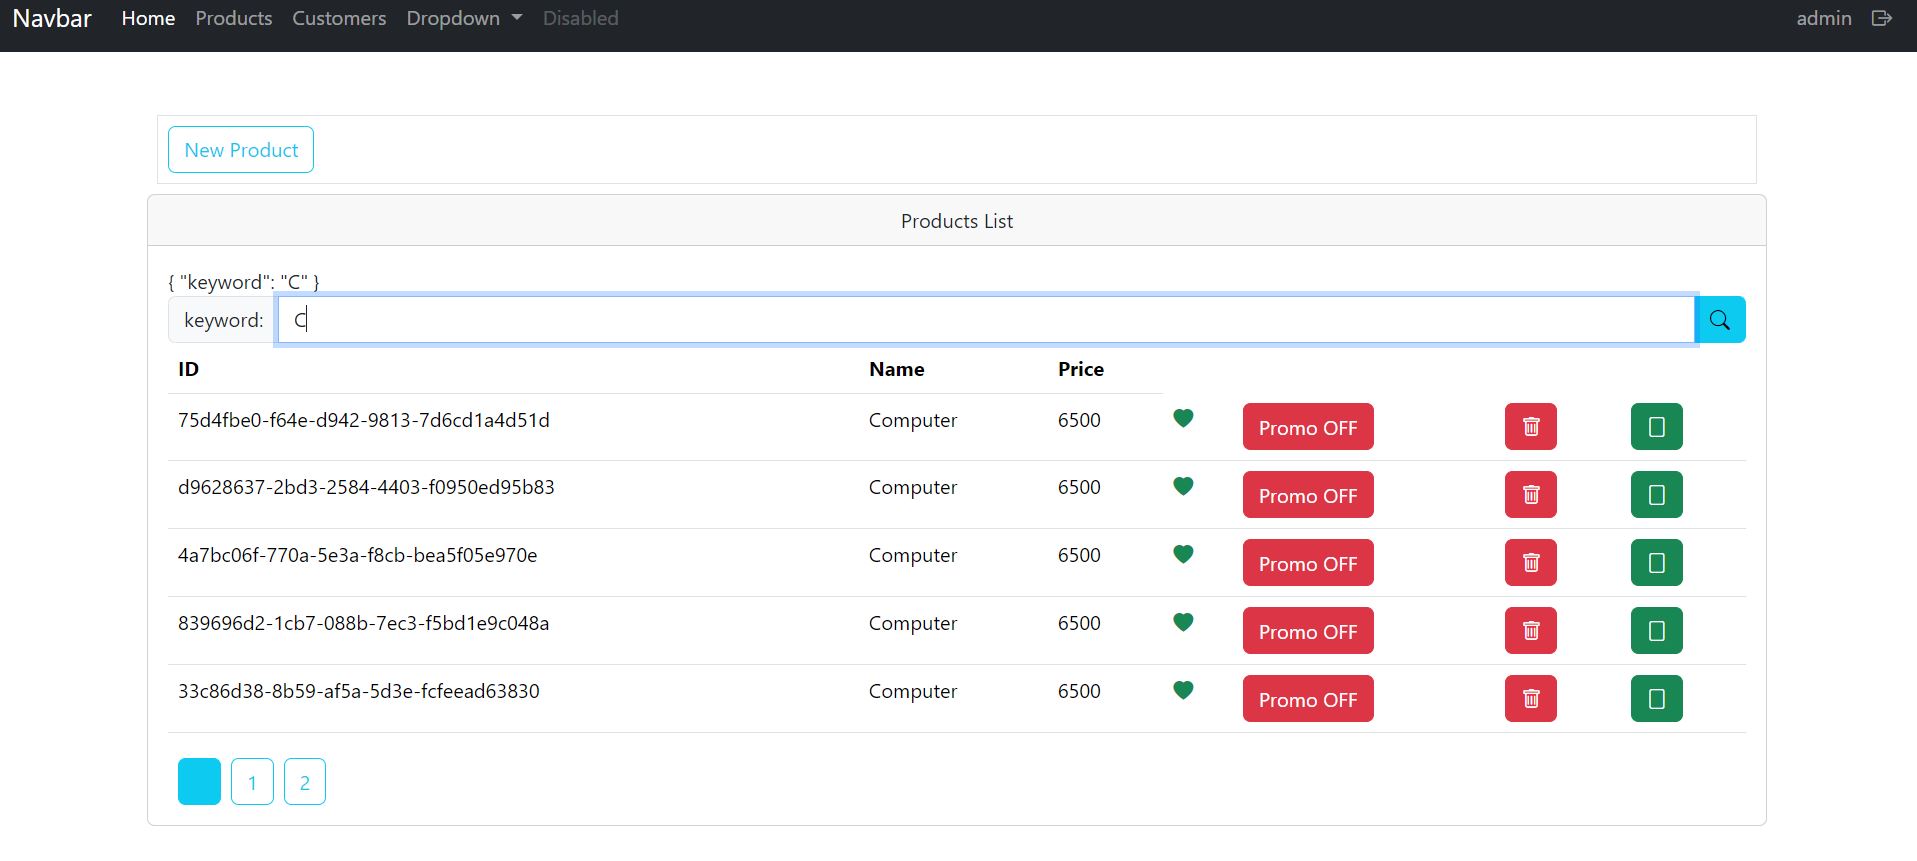 Navbar Home Products Customers Dropdown Disabled admin
New Product
Products List
{ "keyword": "C" }
keyword: C
ID Name Price
75d4fbe0-f64e-d942-9813-7d6cd1a4d51d Computer 6500 Promo OFF
d9628637-2bd3-2584-4403-f0950ed95b83 Computer 6500 Promo OFF
4a7bc06f-770a-5e3a-f8cb-bea5f05e970e Computer 6500 Promo OFF
839696d2-1cb7-088b-7ec3-f5bd1e9c048a Computer 6500 Promo OFF
33c86d38-8b59-af5a-5d3e-fcfeead63830 Computer 6500 Promo OFF
1 2